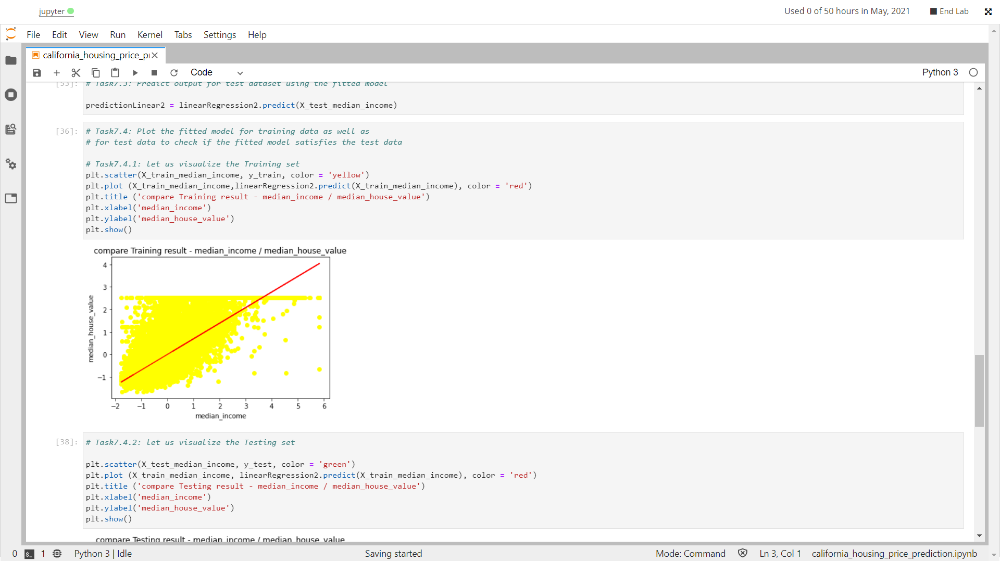 jupyter
Used 0 of 50 hours in May, 2021
End Lab
File Edit View Run Kernel Tabs Settings Help
california_housing_price_pr
Code
Python 3
[53]: # Task7.3: Predict output for test dataset using the fitted model
predictionLinear2 = linearRegression2.predict(X_test_median_income)
[36]: # Task7.4: Plot the fitted model for training data as well as
# for test data to check if the fitted model satisfies the test data
# Task7.4.1: let us visualize the Training set
plt.scatter(X_train_median_income, y_train, color = 'yellow')
plt.plot (X_train_median_income,linearRegression2.predict(X_train_median_income), color = 'red')
plt.title ('compare Training result - median_income / median_house_value')
plt.xlabel('median_income')
plt.ylabel('median_house_value')
plt.show()
compare Training result - median_income / median_house_value
4
3
2
1
0
−1
median_house_value
−2 −1 0 1 2 3 4 5 6
median_income
[38]: # Task7.4.2: let us visualize the Testing set
plt.scatter(X_test_median_income, y_test, color = 'green')
plt.plot (X_train_median_income, linearRegression2.predict(X_train_median_income), color = 'red')
plt.title ('compare Testing result - median_income / median_house_value')
plt.xlabel('median_income')
plt.ylabel('median_house_value')
plt.show()
compare Testing result - median_income / median_house_value
0 $_ 1 Python 3 | Idle
Saving started
Mode: Command
Ln 3, Col 1
california_housing_price_prediction.ipynb